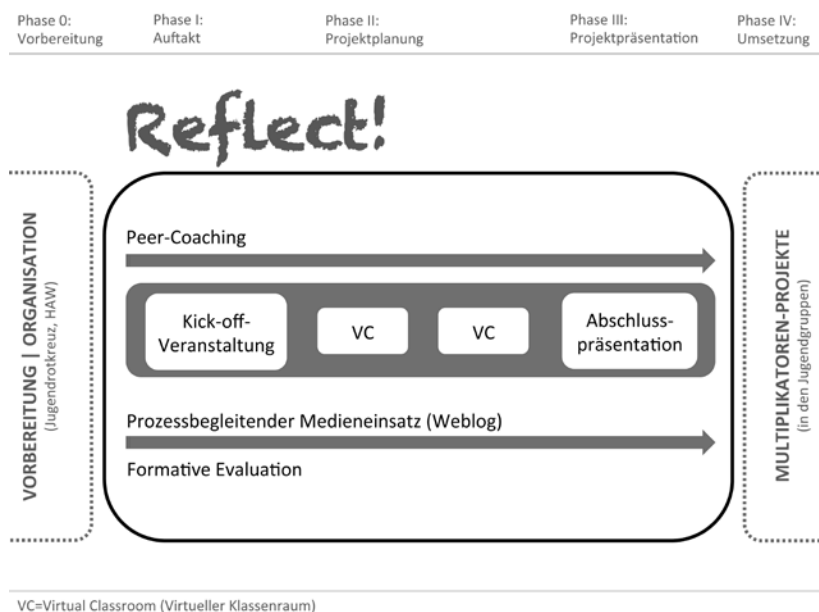 Phase 0:
Vorbereitung
Phase I:
Auftakt
Phase II:
Projektplanung
Phase III:
Projektpräsentation
Phase IV:
Umsetzung
Reflect!
VORBEREITUNG | ORGANISATION
(Jugendrotkreuz, HAW)
Peer-Coaching
Kick-off-
Veranstaltung
VC
VC
Abschluss-
präsentation
Prozessbegleitender Medieneinsatz (Weblog)
Formative Evaluation
MULTIPLIKATOREN-PROJEKTE
(in den Jugendgruppen)
VC=Virtual Classroom (Virtueller Klassenraum)